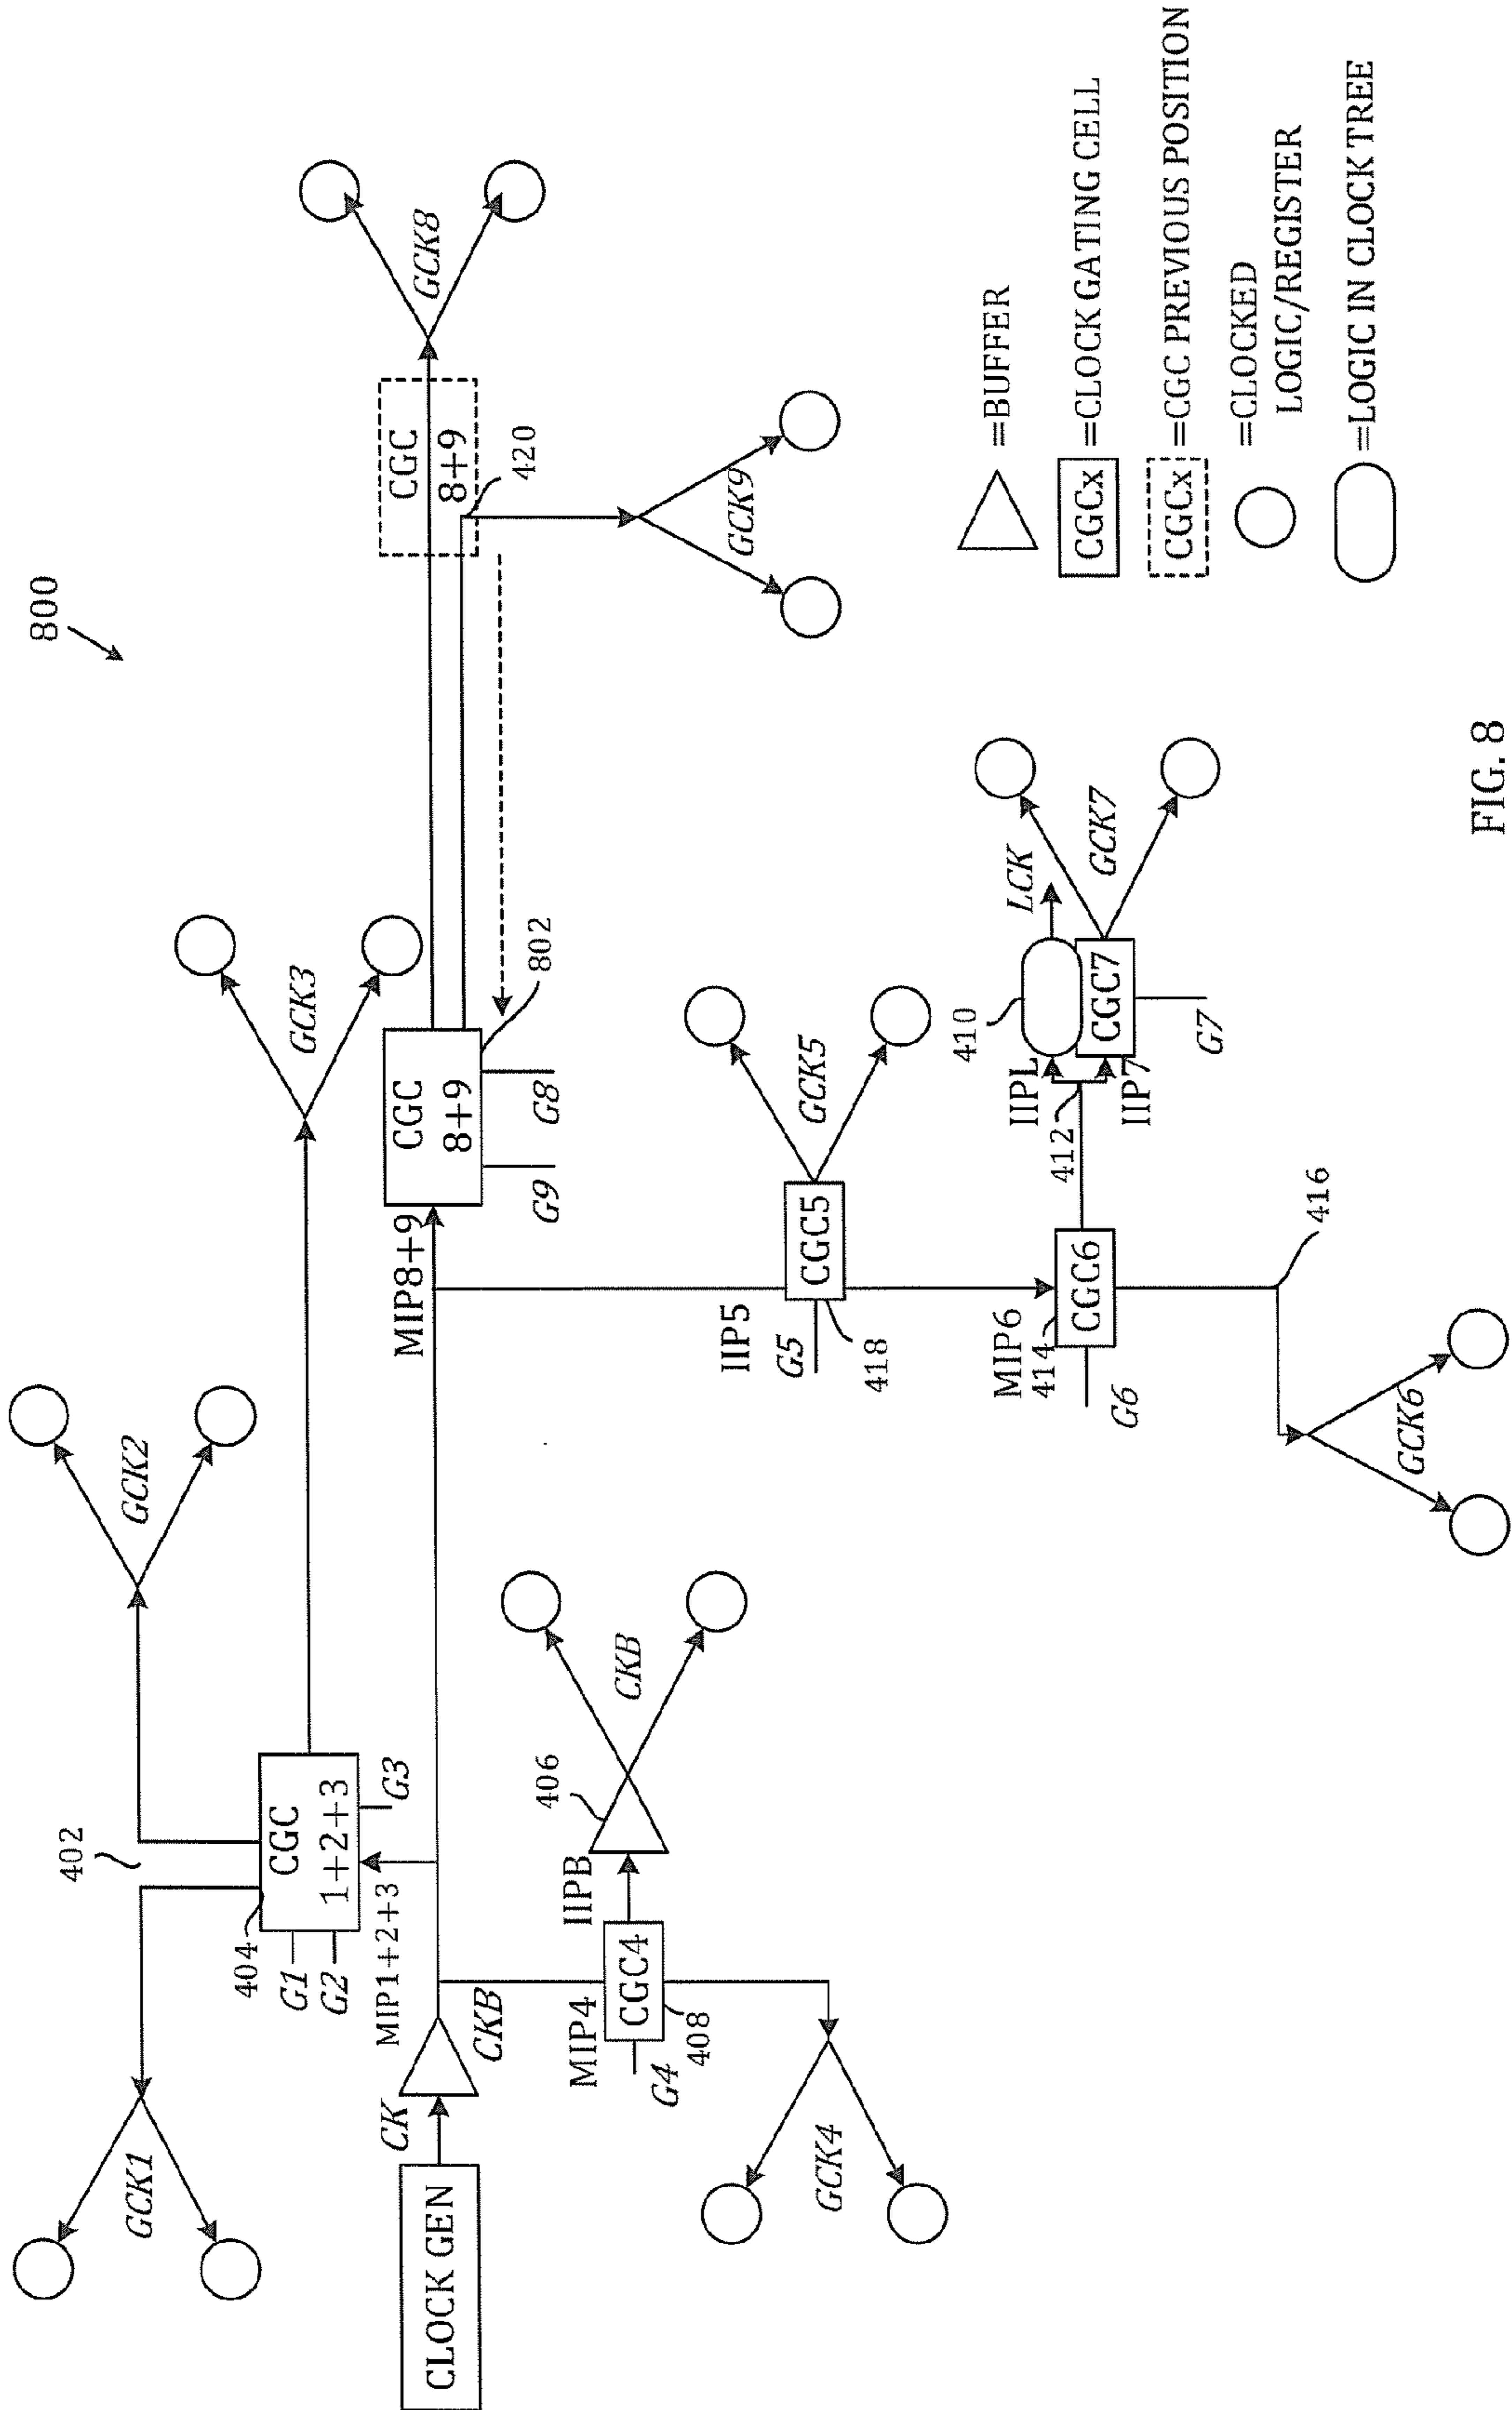 800
402
GCK1
GCK2
GCK3
GCK8
404
CGC
1+2+3
G1
G2
G3
MIP1+2+3
CLOCK GEN
CK
CKB
MIP8+9
CGC
8+9
G9
G8
802
CGC
8+9
420
GCK9
MIP4
CGC4
G4
408
IIPB
406
CKB
GCK4
IIP5
G5
CGC5
418
GCK5
MIP6
414
CGC6
G6
412
IIPL
IIP7
410
LCK
CGC7
G7
GCK7
416
GCK6
=BUFFER
CGCx =CLOCK GATING CELL
CGCx =CGC PREVIOUS POSITION
=CLOCKED
LOGIC/REGISTER
=LOGIC IN CLOCK TREE
FIG. 8